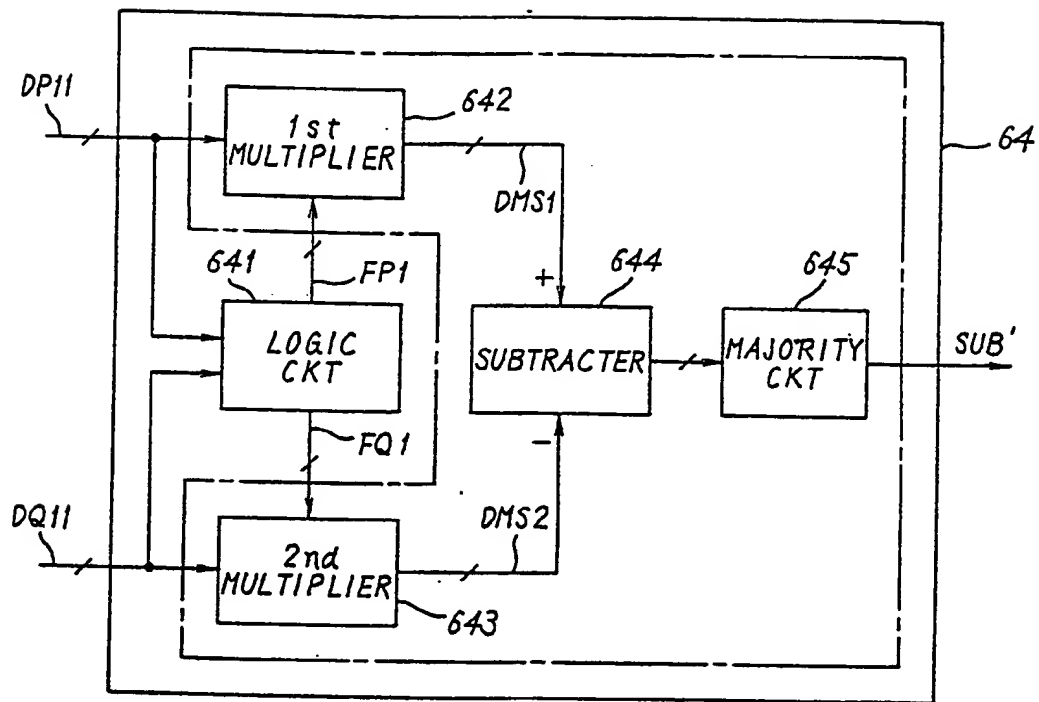 DP11
1st
MULTIPLIER
642
64
DMS1
641
FP1
+
644
645
LOGIC
CKT
SUBTRACTER
MAJORITY
CKT
SUB'
FQ1
-
DQ11
2nd
MULTIPLIER
DMS2
643